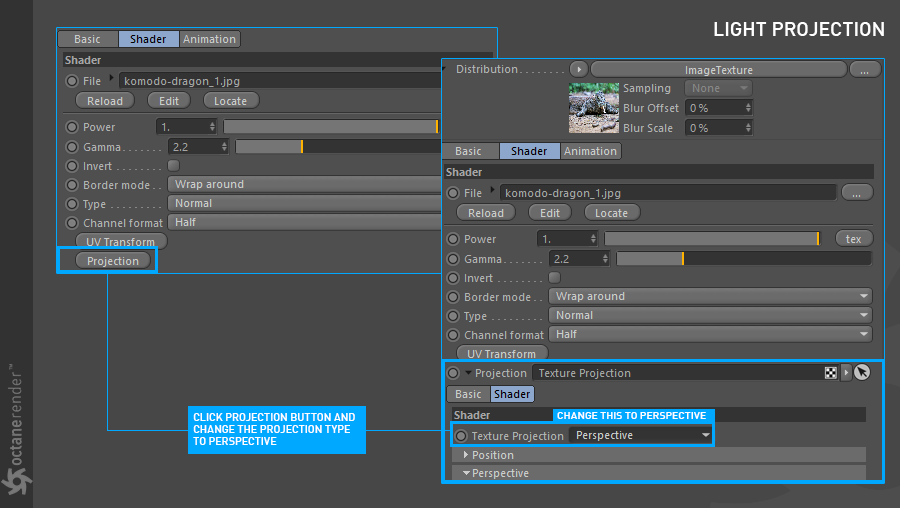 LIGHT PROJECTION
Basic Shader Animation
Shader
File komodo-dragon_1.jpg
Reload Edit Locate
Power 1.
Gamma....... 2.2
Invert ........
Border mode .. Wrap around
Type ......... Normal
Channel format Half
UV Transform
Projection
Distribution........ ImageTexture ...
Sampling None
Blur Offset 0 %
Blur Scale 0 %
Basic Shader Animation
Shader
File komodo-dragon_1.jpg ...
Reload Edit Locate
Power 1. tex
Gamma....... 2.2
Invert ........
Border mode .. Wrap around
Type ......... Normal
Channel format Half
UV Transform
Projection Texture Projection
Basic Shader
Shader CHANGE THIS TO PERSPECTIVE
Texture Projection Perspective
Position
Perspective
CLICK PROJECTION BUTTON AND
CHANGE THE PROJECTION TYPE
TO PERSPECTIVE
octanerender™